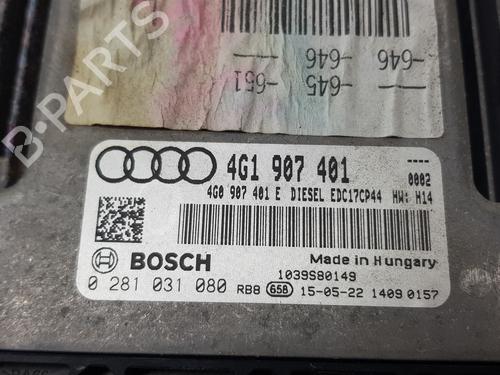 B-PARTS
-646
-646
-645
-651
4G1 907 401
----
0002
4G0 907 401 E DIESEL EDC17CP44 HW: H14
BOSCH
Made in Hungary
1039S80149
0 281 031 080 RB8 G58 15-05-22 1409 0157